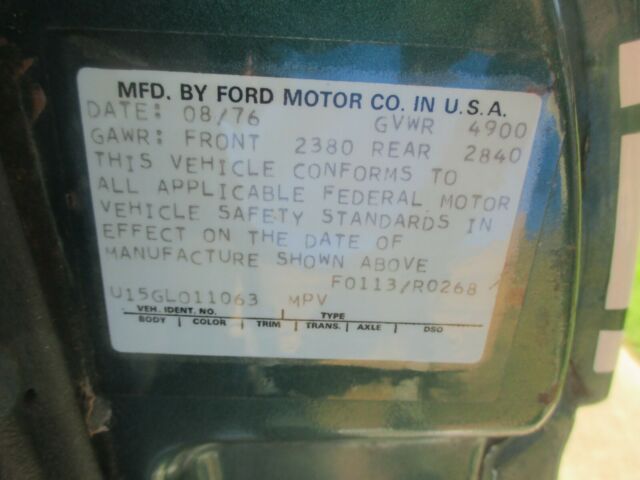 MFD. BY FORD MOTOR CO. IN U.S.A.
DATE: 08/76 GVWR 4900
GAWR: FRONT 2380 REAR 2840
THIS VEHICLE CONFORMS TO
ALL APPLICABLE FEDERAL MOTOR
VEHICLE SAFETY STANDARDS IN
EFFECT ON THE DATE OF
MANUFACTURE SHOWN ABOVE
F0113/R0268
U15GL011063 MPV
VEH. IDENT. NO. TYPE
BODY COLOR TRIM TRANS. AXLE DSO